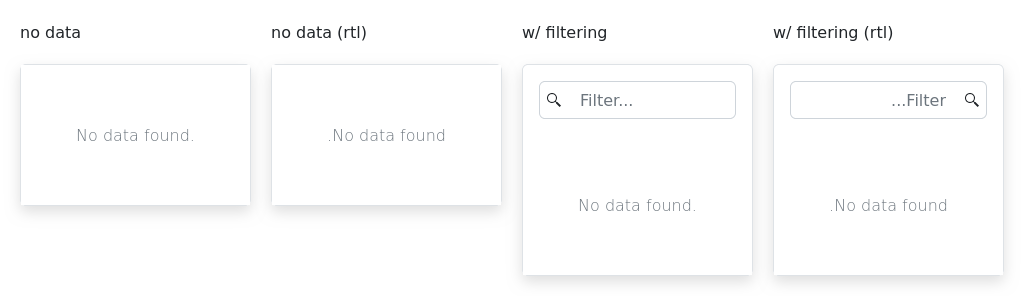 no data
no data (rtl)
w/ filtering
w/ filtering (rtl)
No data found.
.No data found
Filter...
No data found.
...Filter
.No data found